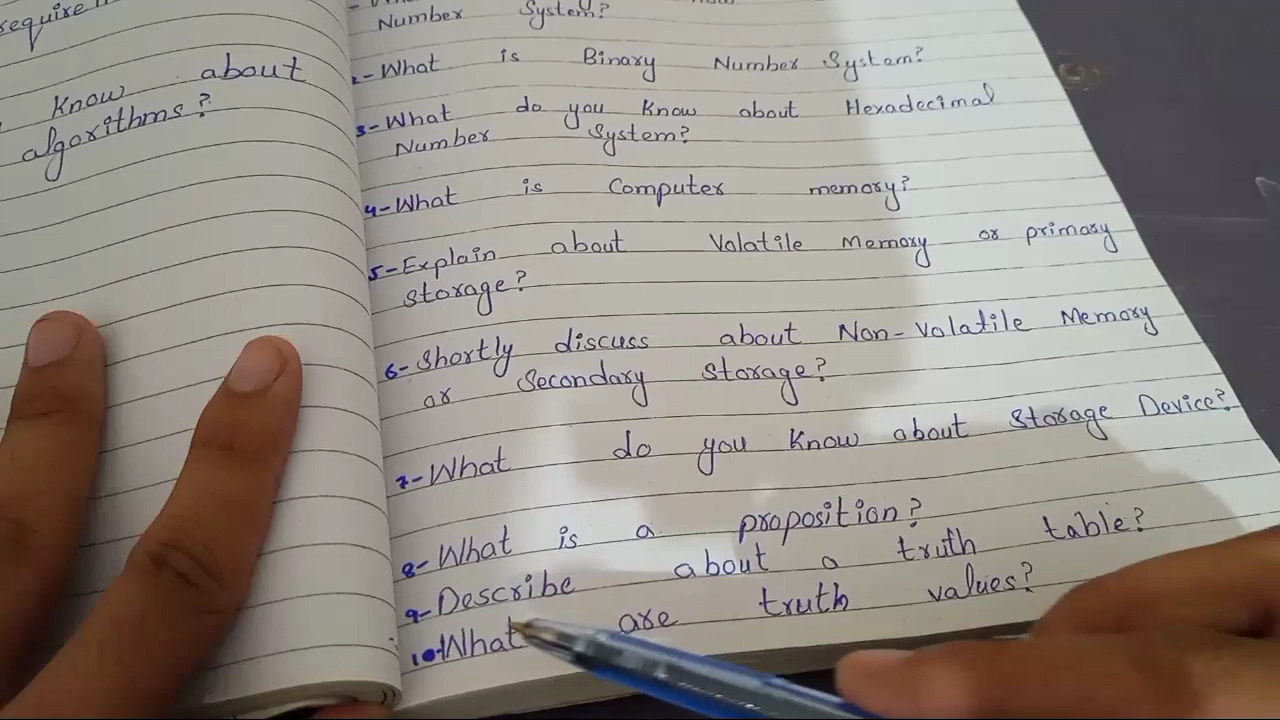 require
Know about
algorithms?
Number System?
2-What is Binary Number System?
3-What do you Know about Hexadecimal
Number System?
4-What is Computer memory?
5-Explain about Volatile Memory or primary
storage?
6-Shortly discuss about Non-Volatile Memory
or Secondary Storage?
7-What do you Know about Storage Device?
8-What is a proposition?
9-Describe about a truth table?
10-What are truth values?